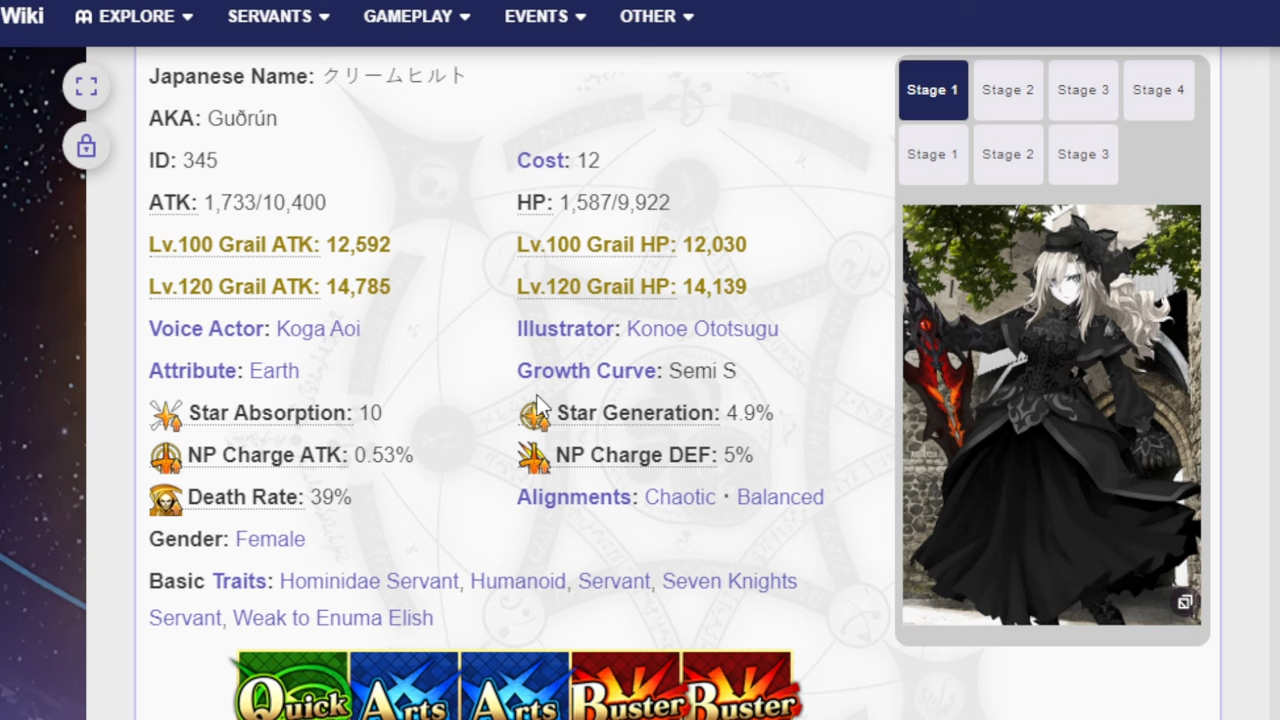 Wiki EXPLORE SERVANTS GAMEPLAY EVENTS OTHER
Japanese Name: クリームヒルト
AKA: Guðrún
ID: 345 Cost: 12
ATK: 1,733/10,400 HP: 1,587/9,922
Lv.100 Grail ATK: 12,592 Lv.100 Grail HP: 12,030
Lv.120 Grail ATK: 14,785 Lv.120 Grail HP: 14,139
Voice Actor: Koga Aoi Illustrator: Konoe Ototsugu
Attribute: Earth Growth Curve: Semi S
Star Absorption: 10 Star Generation: 4.9%
NP Charge ATK: 0.53% NP Charge DEF: 5%
Death Rate: 39% Alignments: Chaotic・Balanced
Gender: Female
Basic Traits: Hominidae Servant, Humanoid, Servant, Seven Knights
Servant, Weak to Enuma Elish
Quick Arts Arts Buster Buster
Stage 1 Stage 2 Stage 3 Stage 4
Stage 1 Stage 2 Stage 3